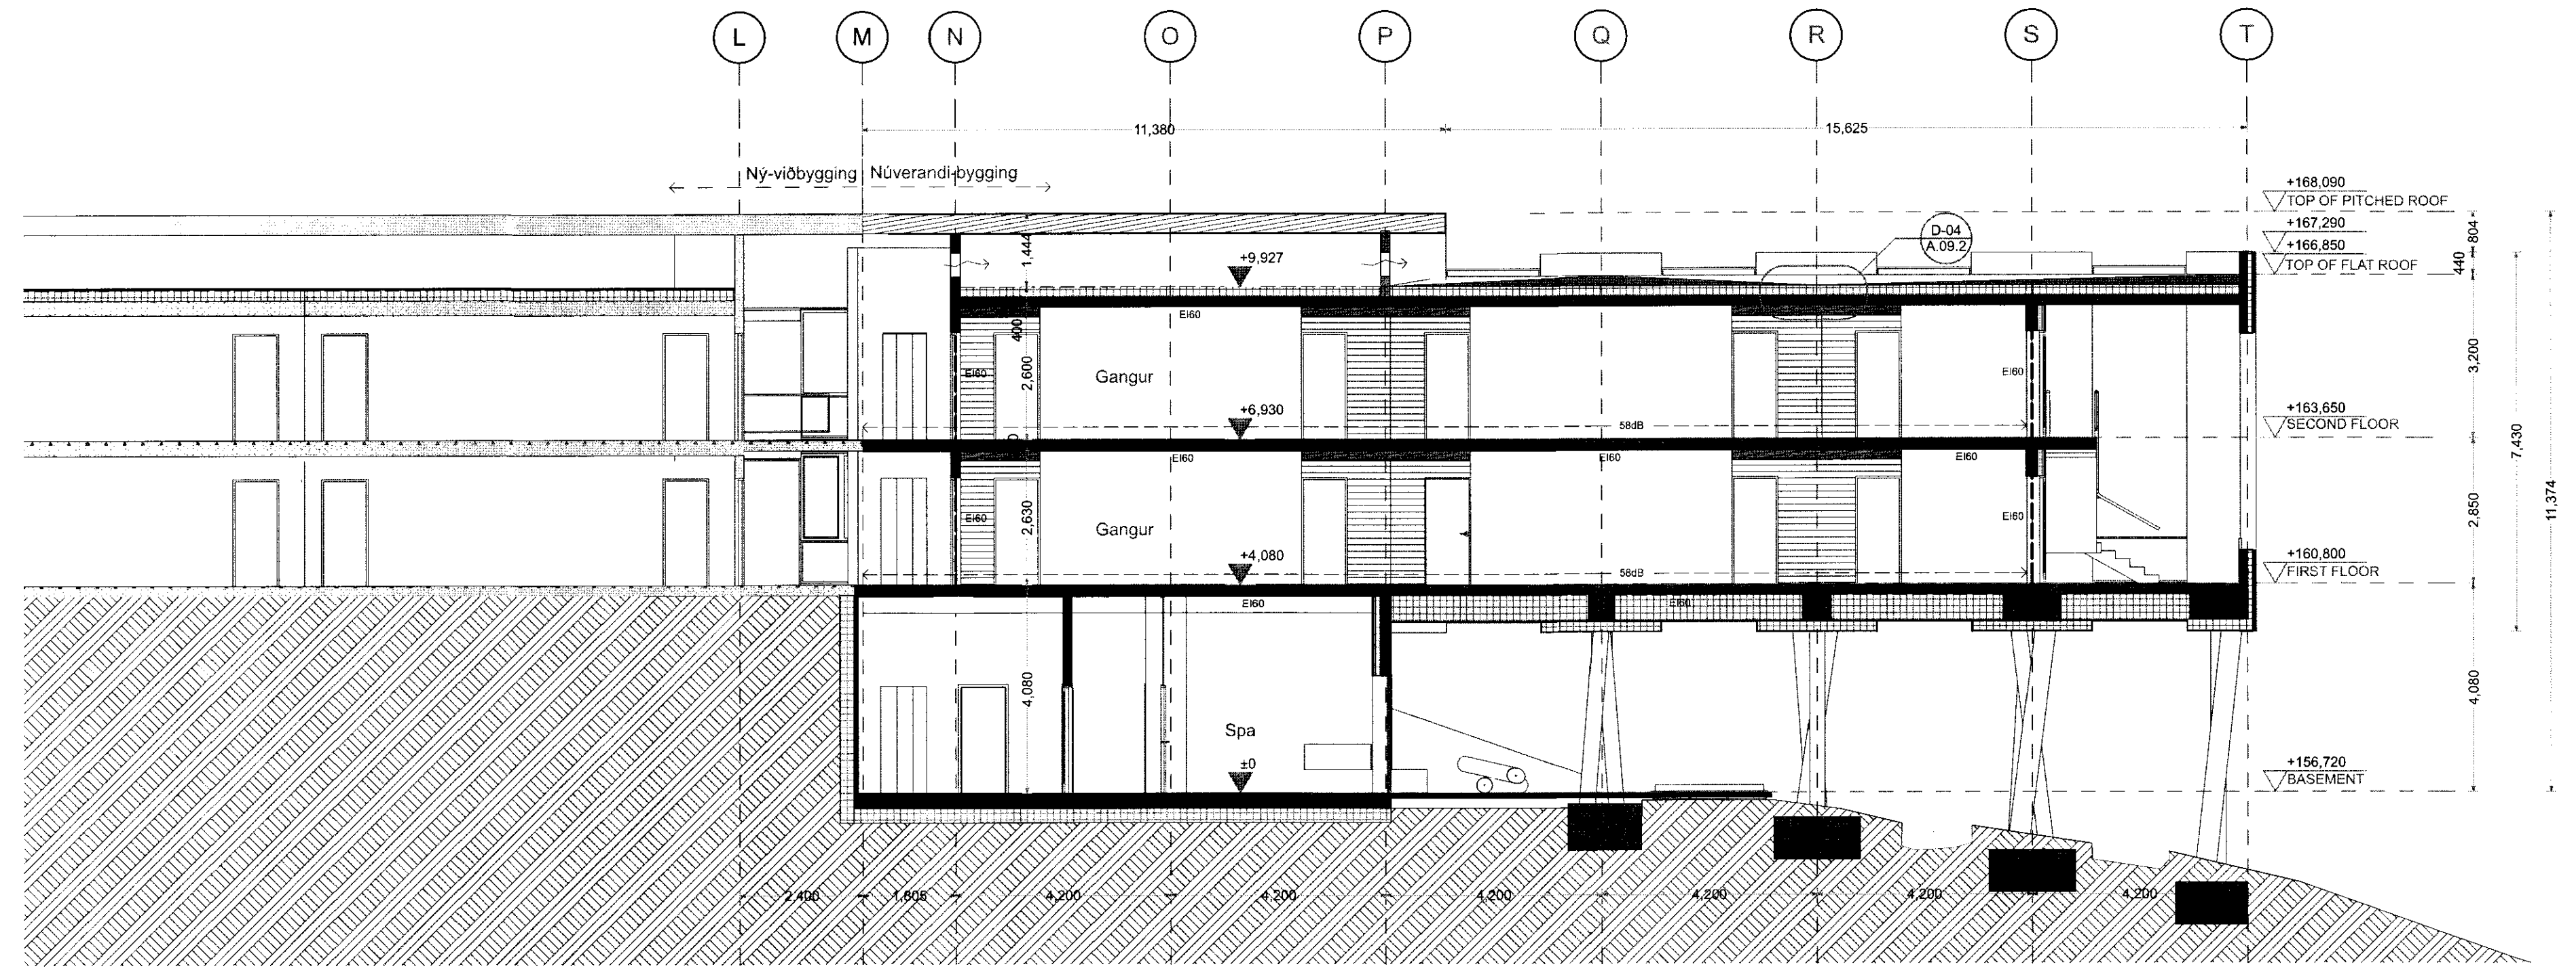 L M N O P Q R S T
11,380 15,625
Ný-viðbygging Núverandi-bygging
+168,090
TOP OF PITCHED ROOF
+167,290
+166,850
TOP OF FLAT ROOF
804
440
D-04
A.09.2
1,444
+9,927
EI60
400
2,600
EI60
Gangur
EI60
3,200
+6,930
58dB
+163,650
SECOND FLOOR
7,430
11,374
EI60 EI60 EI60
EI60
2,630
Gangur
EI60
2,850
+4,080
58dB
+160,800
FIRST FLOOR
EI60 EI60
4,080
4,080
Spa
±0
+156,720
BASEMENT
2,400 1,805 4,200 4,200 4,200 4,200 4,200 4,200